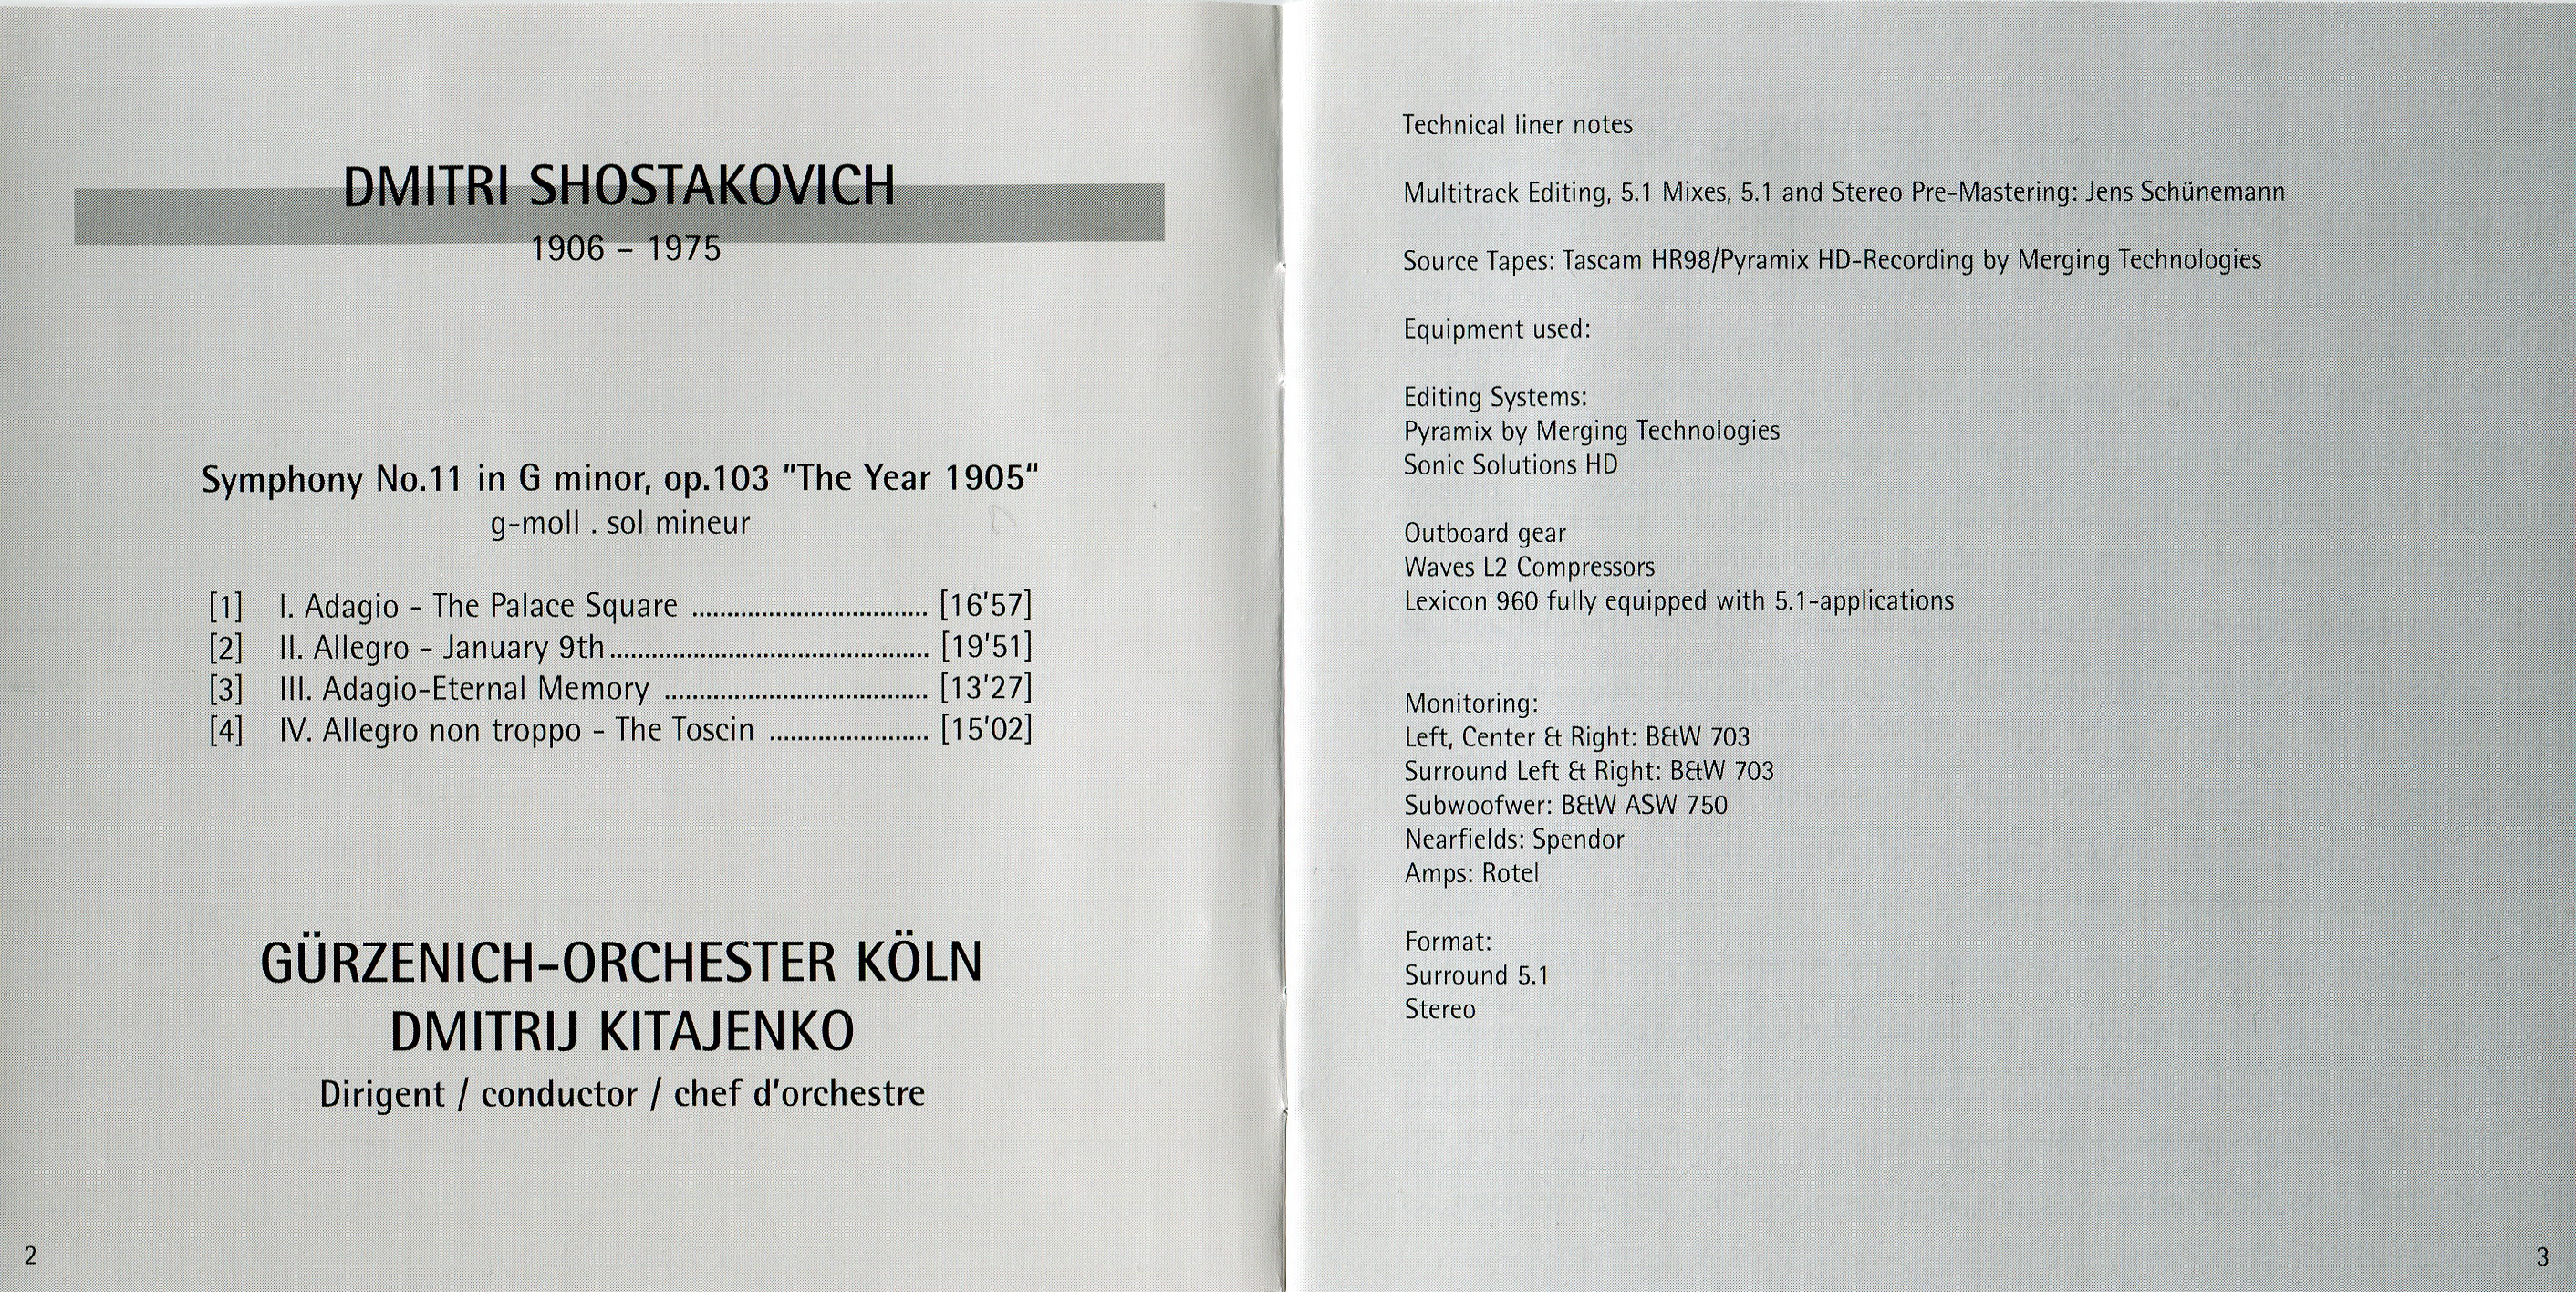 DMITRI SHOSTAKOVICH
1906 – 1975
Symphony No.11 in G minor, op.103 "The Year 1905“
g-moll . sol mineur
[1] I. Adagio - The Palace Square .................................. [16'57]
[2] II. Allegro - January 9th.............................................. [19'51]
[3] III. Adagio-Eternal Memory ...................................... [13'27]
[4] IV. Allegro non troppo - The Toscin ....................... [15'02]
GÜRZENICH-ORCHESTER KÖLN
DMITRIJ KITAJENKO
Dirigent / conductor / chef d'orchestre
2
Technical liner notes
Multitrack Editing, 5.1 Mixes, 5.1 and Stereo Pre-Mastering: Jens Schünemann
Source Tapes: Tascam HR98/Pyramix HD-Recording by Merging Technologies
Equipment used:
Editing Systems:
Pyramix by Merging Technologies
Sonic Solutions HD
Outboard gear
Waves L2 Compressors
Lexicon 960 fully equipped with 5.1-applications
Monitoring:
Left, Center & Right: B&W 703
Surround Left & Right: B&W 703
Subwoofwer: B&W ASW 750
Nearfields: Spendor
Amps: Rotel
Format:
Surround 5.1
Stereo
3